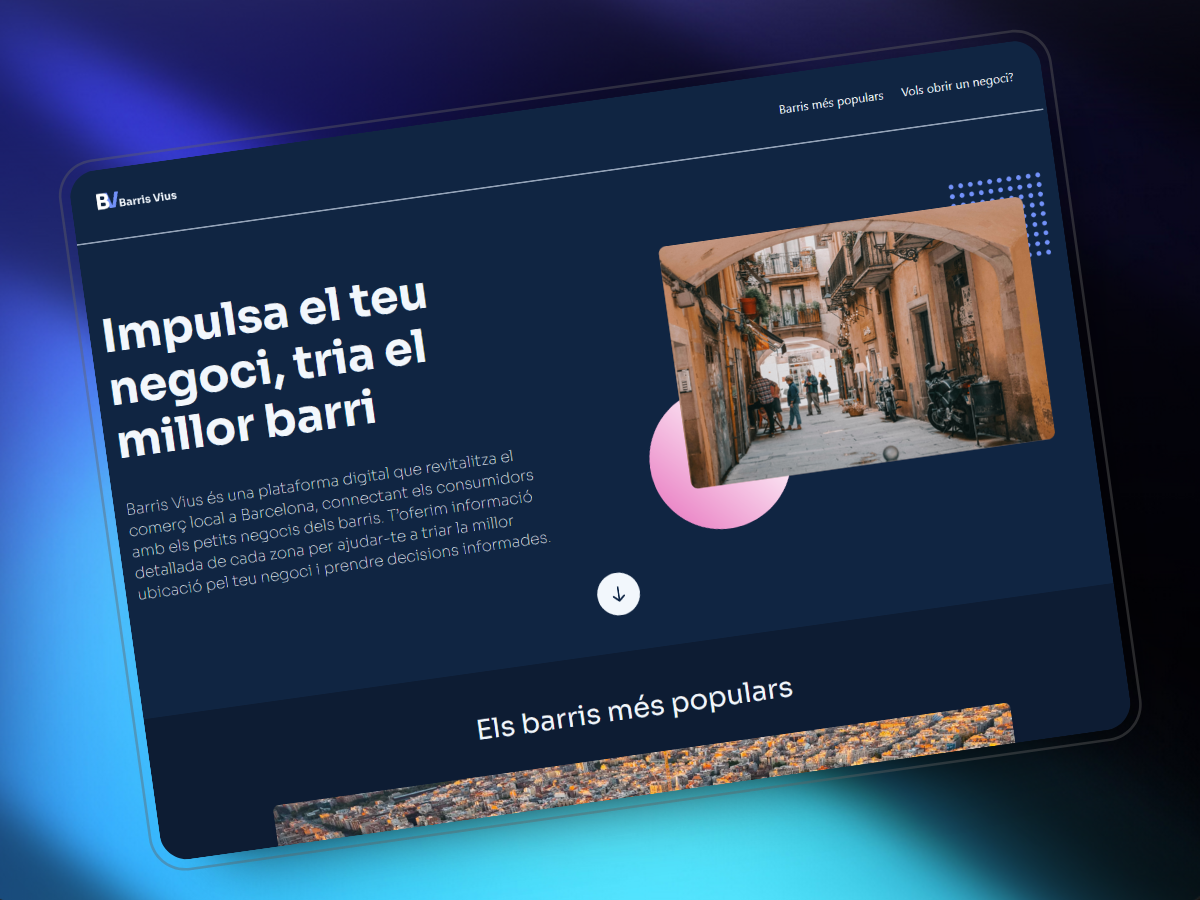 Barris més populars
Vols obrir un negoci?
BV Barris Vius
Impulsa el teu
negoci, tria el
millor barri
Barris Vius és una plataforma digital que revitalitza el
comerç local a Barcelona, connectant els consumidors
amb els petits negocis dels barris. T'oferim informació
detallada de cada zona per ajudar-te a triar la millor
ubicació pel teu negoci i prendre decisions informades.
Els barris més populars